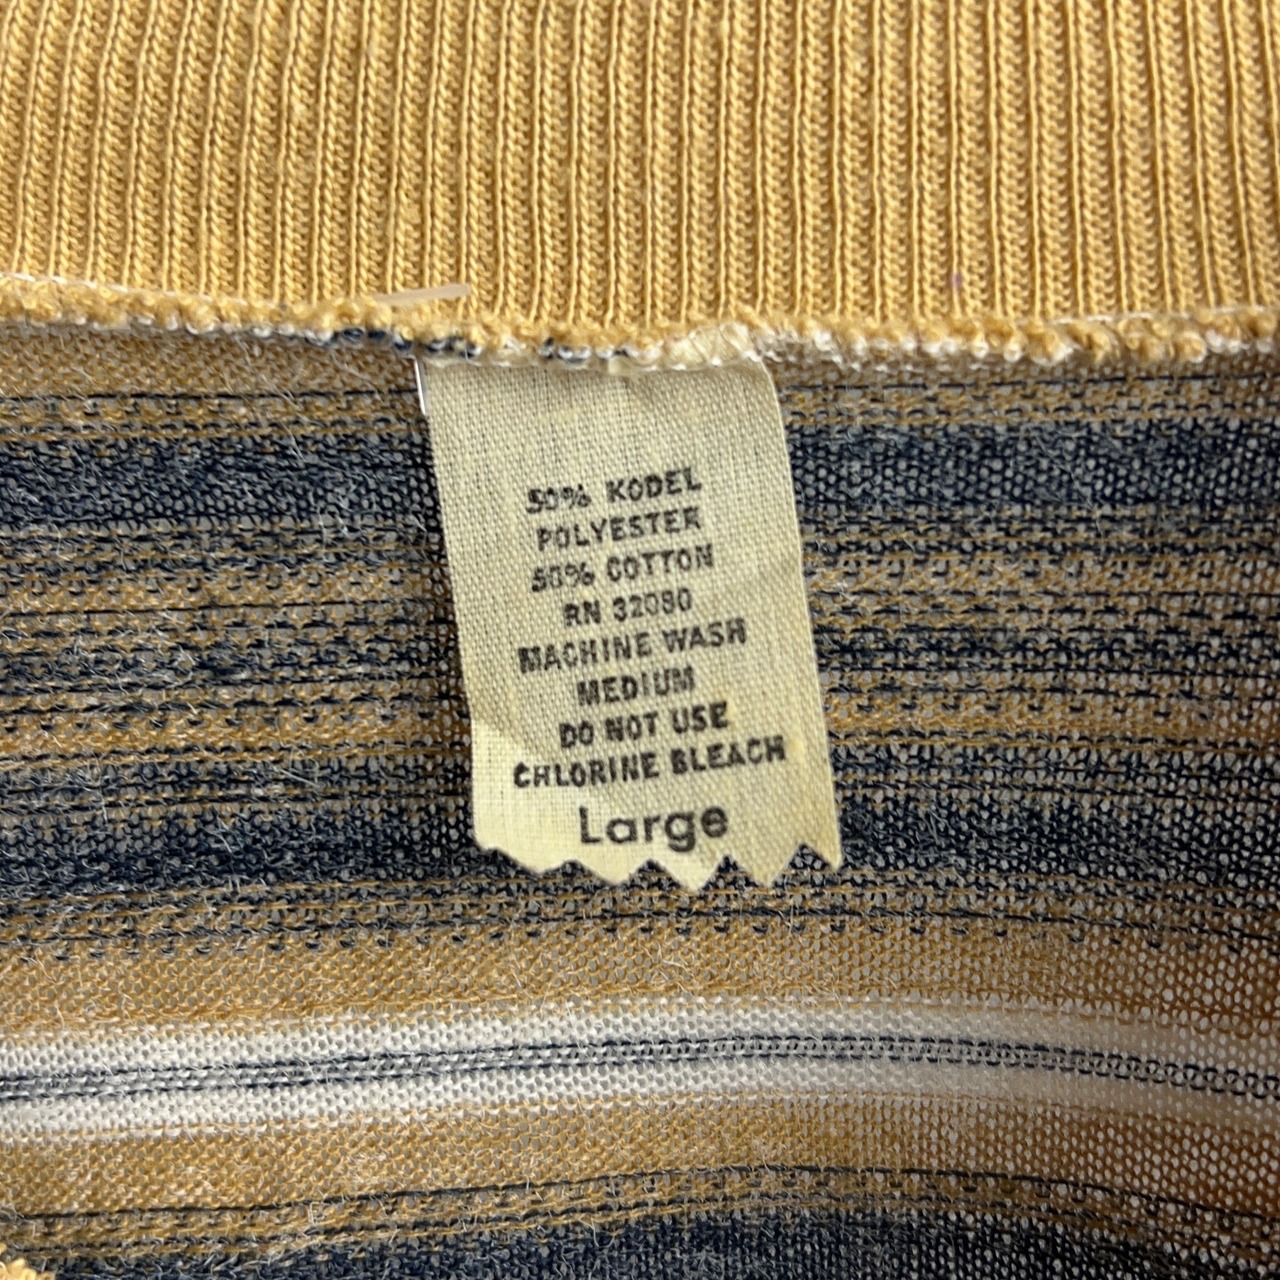 50% KODEL
POLYESTER
50% COTTON
RN 32080
MACHINE WASH
MEDIUM
DO NOT USE
CHLORINE BLEACH
Large